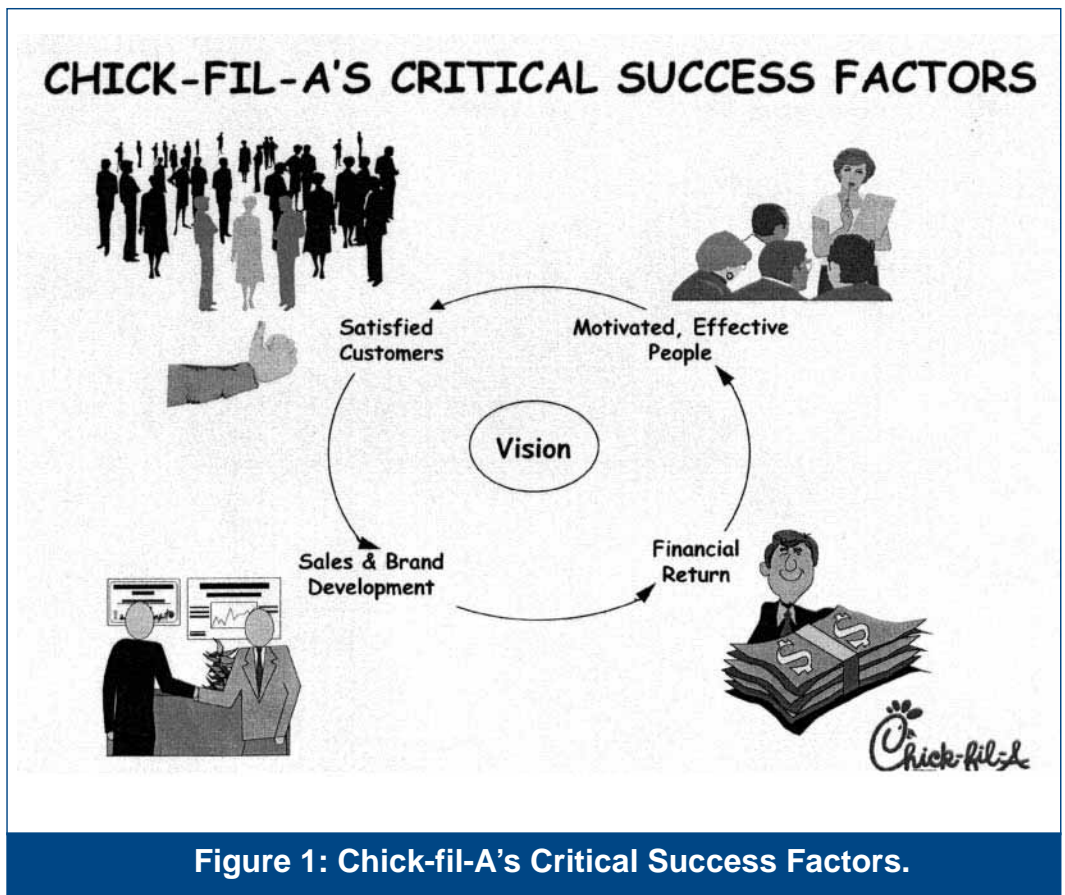 CHICK-FIL-A'S CRITICAL SUCCESS FACTORS
Satisfied
Customers
Motivated, Effective
People
Vision
Sales & Brand
Development
Financial
Return
$
$
Chick-fil-A
Figure 1: Chick-fil-A's Critical Success Factors.